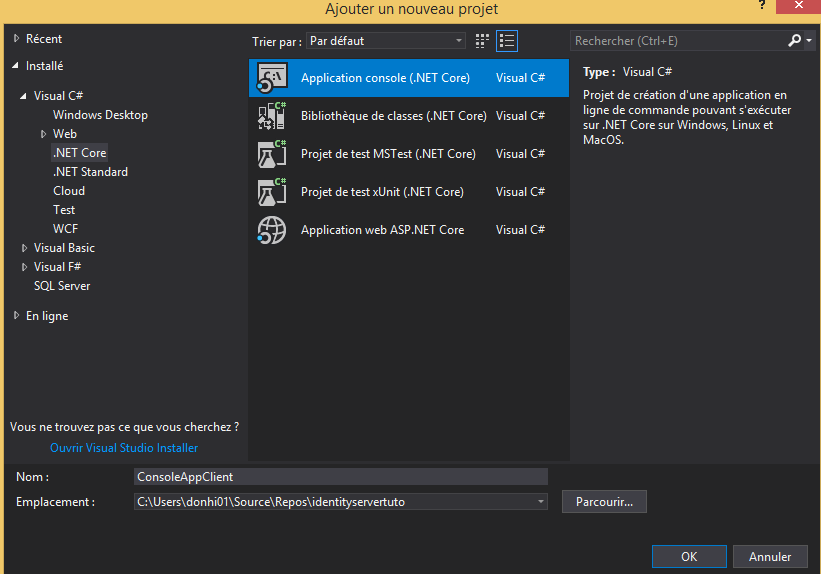 Ajouter un nouveau projet
Récent
Installé
Visual C#
Windows Desktop
Web
.NET Core
.NET Standard
Cloud
Test
WCF
Visual Basic
Visual F#
SQL Server
En ligne
Vous ne trouvez pas ce que vous cherchez ?
Ouvrir Visual Studio Installer
Trier par : Par défaut
Application console (.NET Core) Visual C#
Bibliothèque de classes (.NET Core) Visual C#
Projet de test MSTest (.NET Core) Visual C#
Projet de test xUnit (.NET Core) Visual C#
Application web ASP.NET Core Visual C#
Rechercher (Ctrl+E)
Type : Visual C#
Projet de création d'une application en
ligne de commande pouvant s'exécuter
sur .NET Core sur Windows, Linux et
MacOS.
Nom : ConsoleAppClient
Emplacement : C:\Users\donhi01\Source\Repos\identityservertuto
Parcourir...
OK Annuler